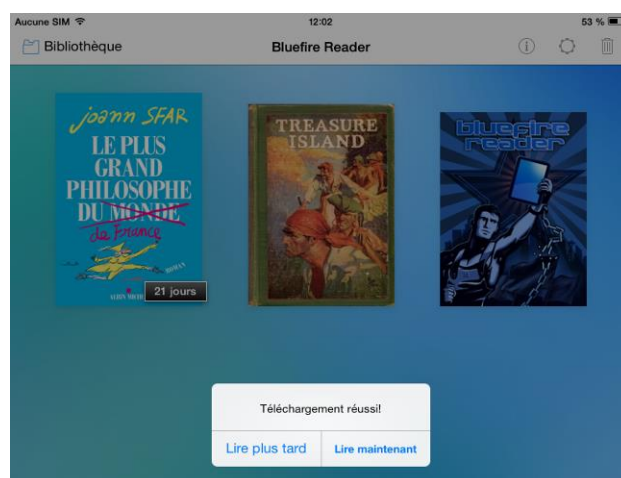 Aucune SIM
12:02
53 %
Bibliothèque
Bluefire Reader
joann SFAR
LE PLUS
GRAND
PHILOSOPHE
DU MONDE
de France
ROMAN
ALBIN MICHEL
21 jours
TREASURE
ISLAND
bluefire
reader
Téléchargement réussi!
Lire plus tard
Lire maintenant